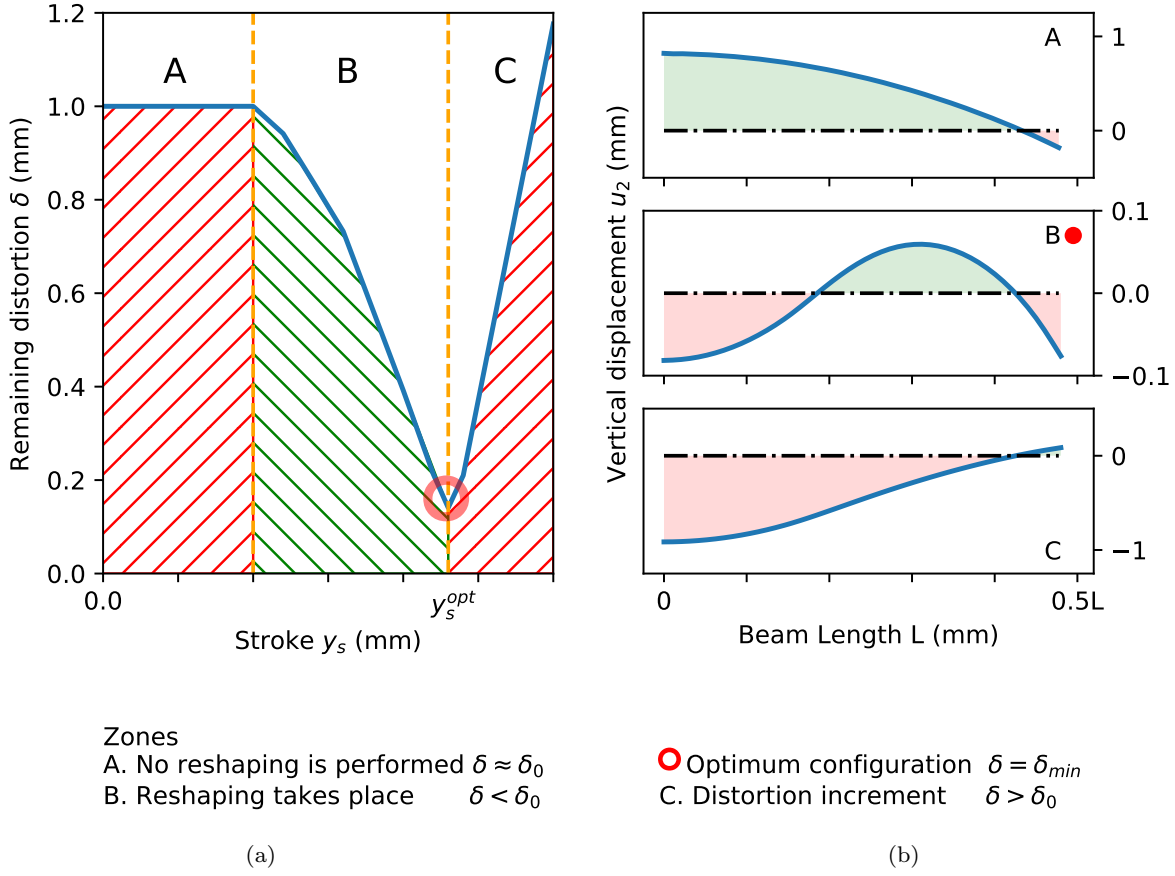 1.2
1.0
0.8
0.6
0.4
0.2
0.0
Remaining distortion δ (mm)
A
B
C
0.0
y_s^{opt}
Stroke y_s (mm)
A
1
0
B
0.1
0.0
−0.1
C
0
−1
Vertical displacement u_2 (mm)
0
0.5L
Beam Length L (mm)
Zones
A. No reshaping is performed δ ≈ δ_0
B. Reshaping takes place δ < δ_0
Optimum configuration δ = δ_{min}
C. Distortion increment δ > δ_0
(a)
(b)